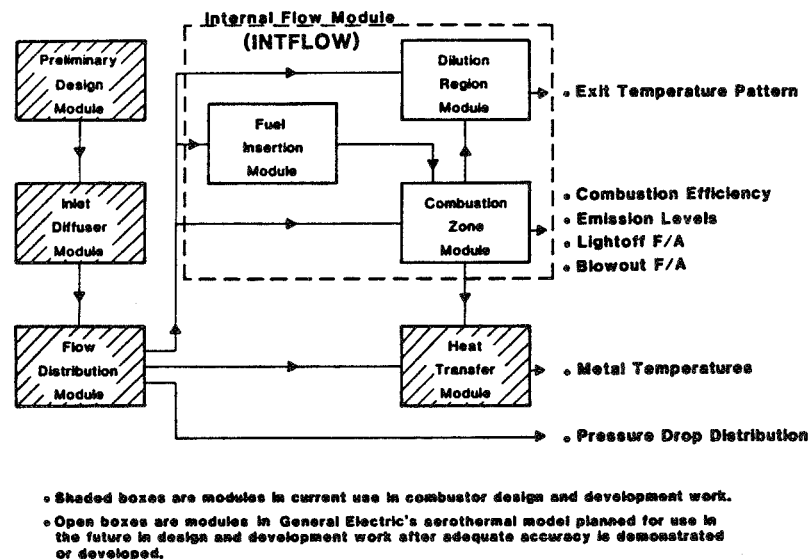 Internal Flow Module
(INTFLOW)
Preliminary
Design
Module
Dilution
Region
Module
Exit Temperature Pattern
Fuel
Insertion
Module
Inlet
Diffuser
Module
Combustion
Zone
Module
Combustion Efficiency
Emission Levels
Lightoff F/A
Blowout F/A
Flow
Distribution
Module
Heat
Transfer
Module
Metal Temperatures
Pressure Drop Distribution
Shaded boxes are modules in current use in combustor design and development work.
Open boxes are modules in General Electric's aerothermal model planned for use in
the future in design and development work after adequate accuracy is demonstrated
or developed.